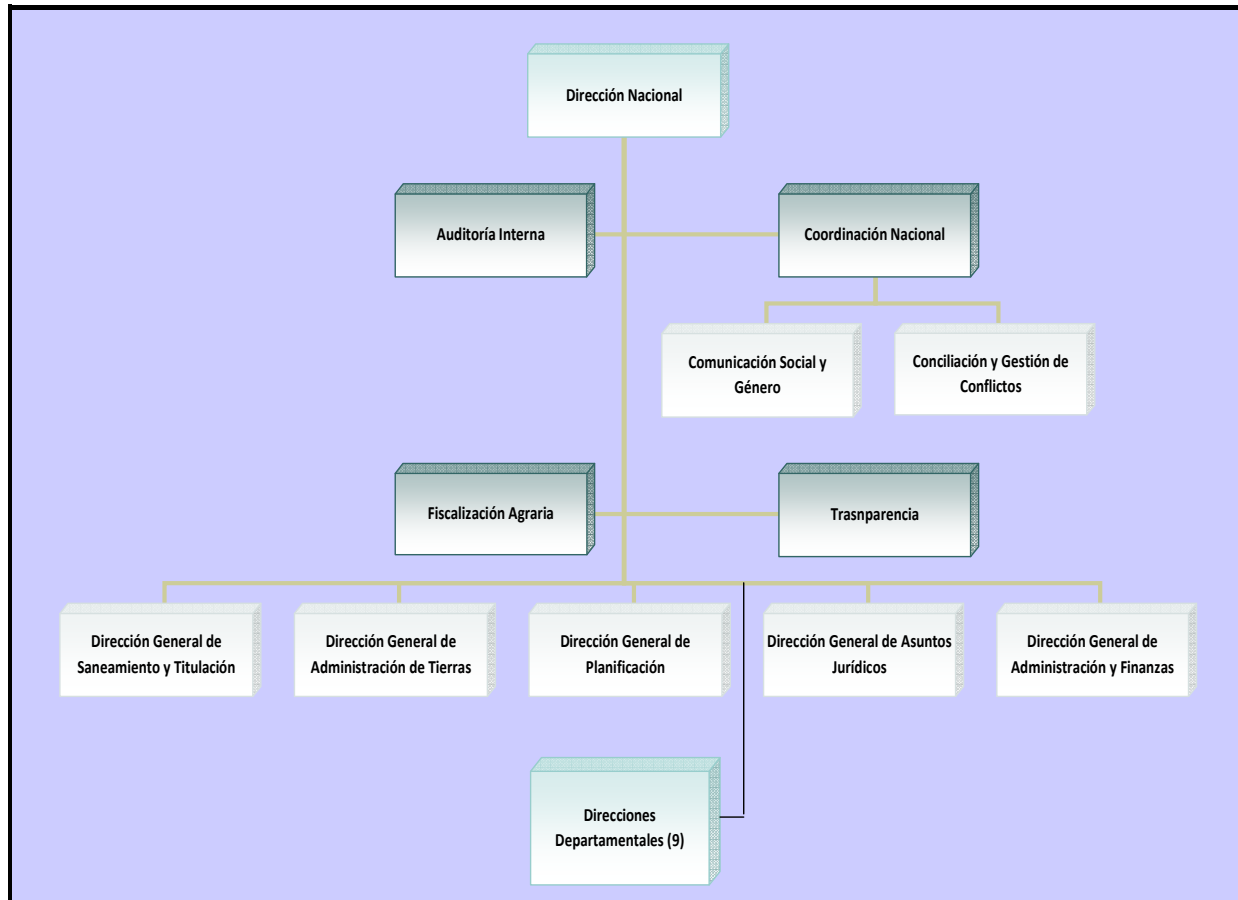 Dirección Nacional
Auditoría Interna
Coordinación Nacional
Comunicación Social y
Género
Conciliación y Gestión de
Conflictos
Fiscalización Agraria
Trasnparencia
Dirección General de
Saneamiento y Titulación
Dirección General de
Administración de Tierras
Dirección General de
Planificación
Dirección General de Asuntos
Jurídicos
Dirección General de
Administración y Finanzas
Direcciones
Departamentales (9)